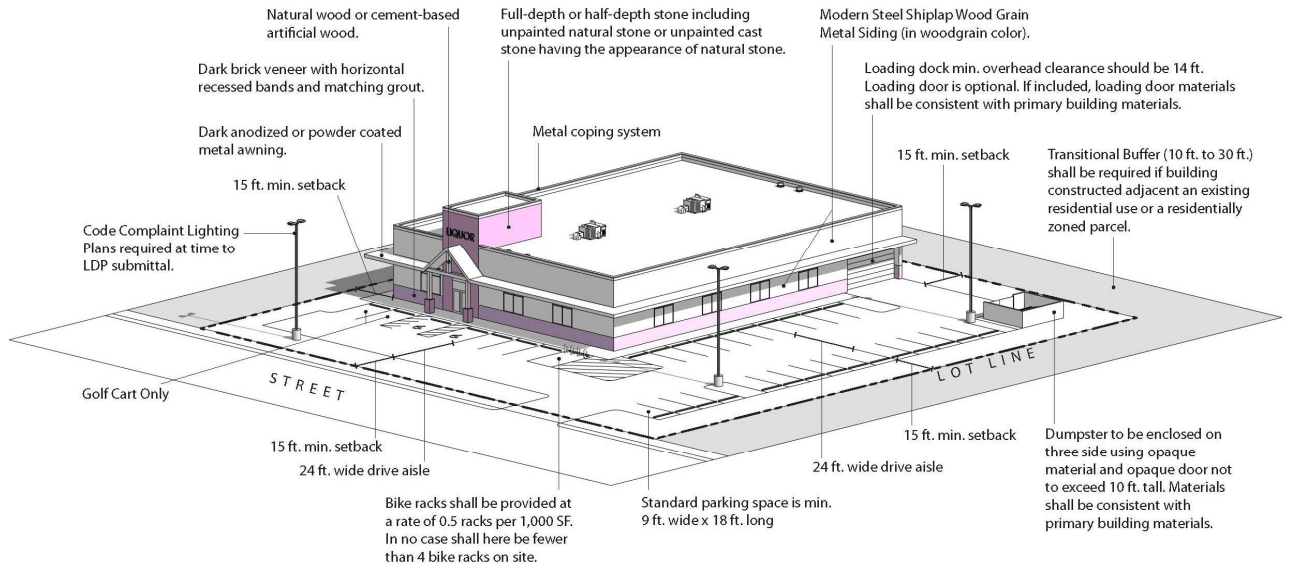 Natural wood or cement-based
artificial wood.
Full-depth or half-depth stone including
unpainted natural stone or unpainted cast
stone having the appearance of natural stone.
Modern Steel Shiplap Wood Grain
Metal Siding (in woodgrain color).
Dark brick veneer with horizontal
recessed bands and matching grout.
Loading dock min. overhead clearance should be 14 ft.
Loading door is optional. If included, loading door materials
shall be consistent with primary building materials.
Dark anodized or powder coated
metal awning.
Metal coping system
15 ft. min. setback
Transitional Buffer (10 ft. to 30 ft.)
shall be required if building
constructed adjacent an existing
residential use or a residentially
zoned parcel.
15 ft. min. setback
Code Complaint Lighting
Plans required at time to
LDP submittal.
LIQUOR
Golf Cart Only
STREET
LOT LINE
15 ft. min. setback
24 ft. wide drive aisle
24 ft. wide drive aisle
15 ft. min. setback
Bike racks shall be provided at
a rate of 0.5 racks per 1,000 SF.
In no case shall here be fewer
than 4 bike racks on site.
Standard parking space is min.
9 ft. wide x 18 ft. long
Dumpster to be enclosed on
three side using opaque
material and opaque door not
to exceed 10 ft. tall. Materials
shall be consistent with
primary building materials.